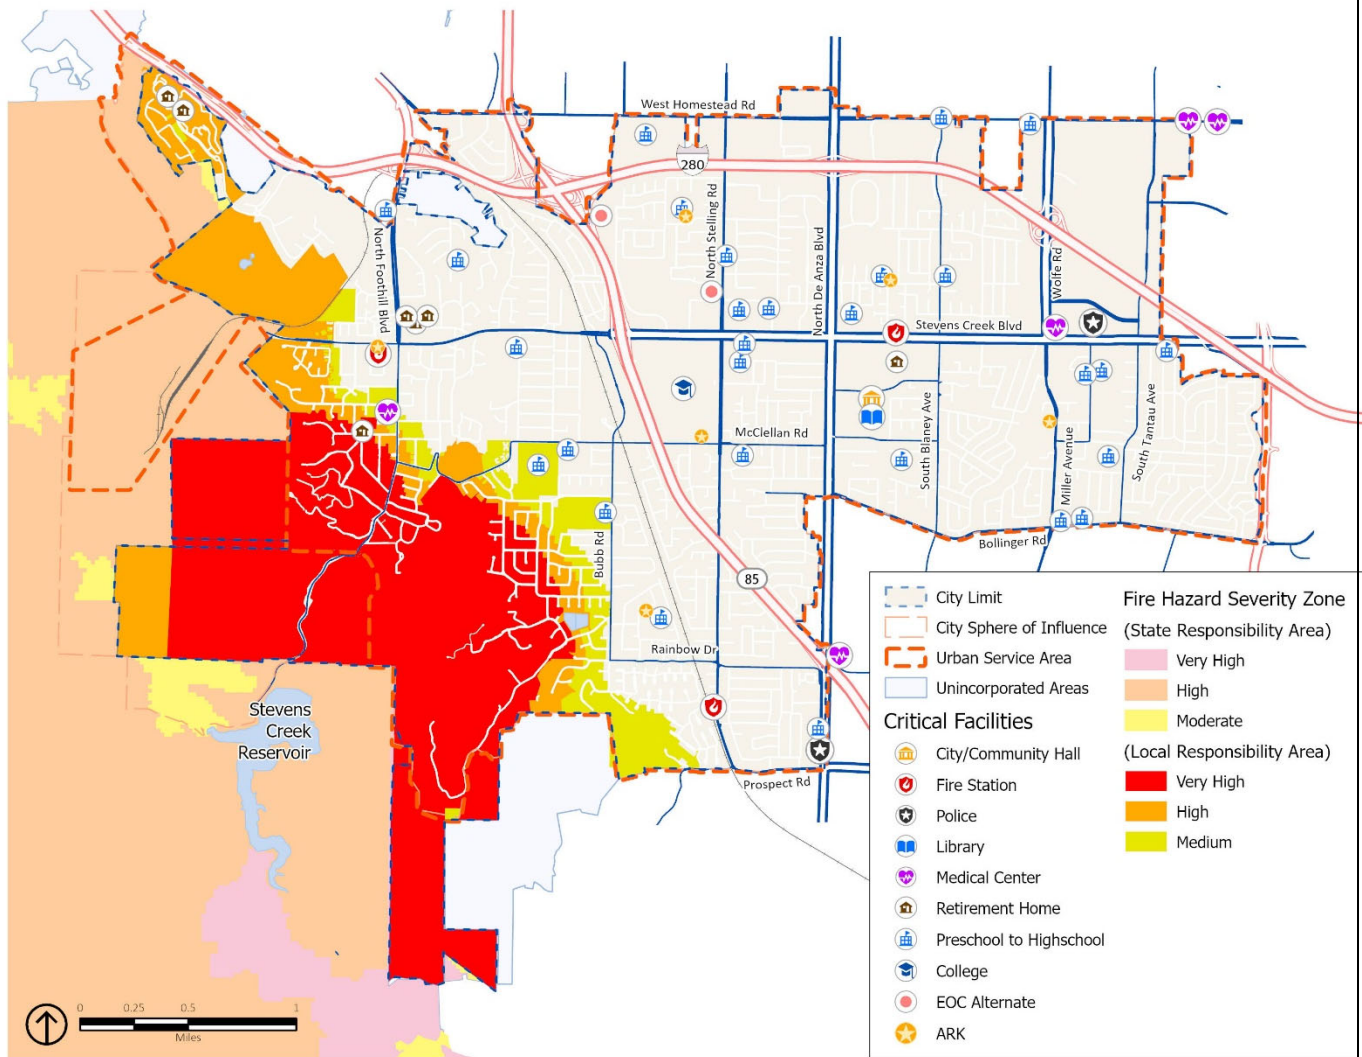 West Homestead Rd
280
North Foothill Blvd
North Stelling Rd
North De Anza Blvd
Wolfe Rd
Stevens Creek Blvd
McClellan Rd
South Blaney Ave
Miller Avenue
South Tantau Ave
Bubb Rd
Bollinger Rd
85
Rainbow Dr
Prospect Rd
Stevens
Creek
Reservoir
0 0.25 0.5 1
Miles
City Limit
City Sphere of Influence
Urban Service Area
Unincorporated Areas
Critical Facilities
City/Community Hall
Fire Station
Police
Library
Medical Center
Retirement Home
Preschool to Highschool
College
EOC Alternate
ARK
Fire Hazard Severity Zone
(State Responsibility Area)
Very High
High
Moderate
(Local Responsibility Area)
Very High
High
Medium